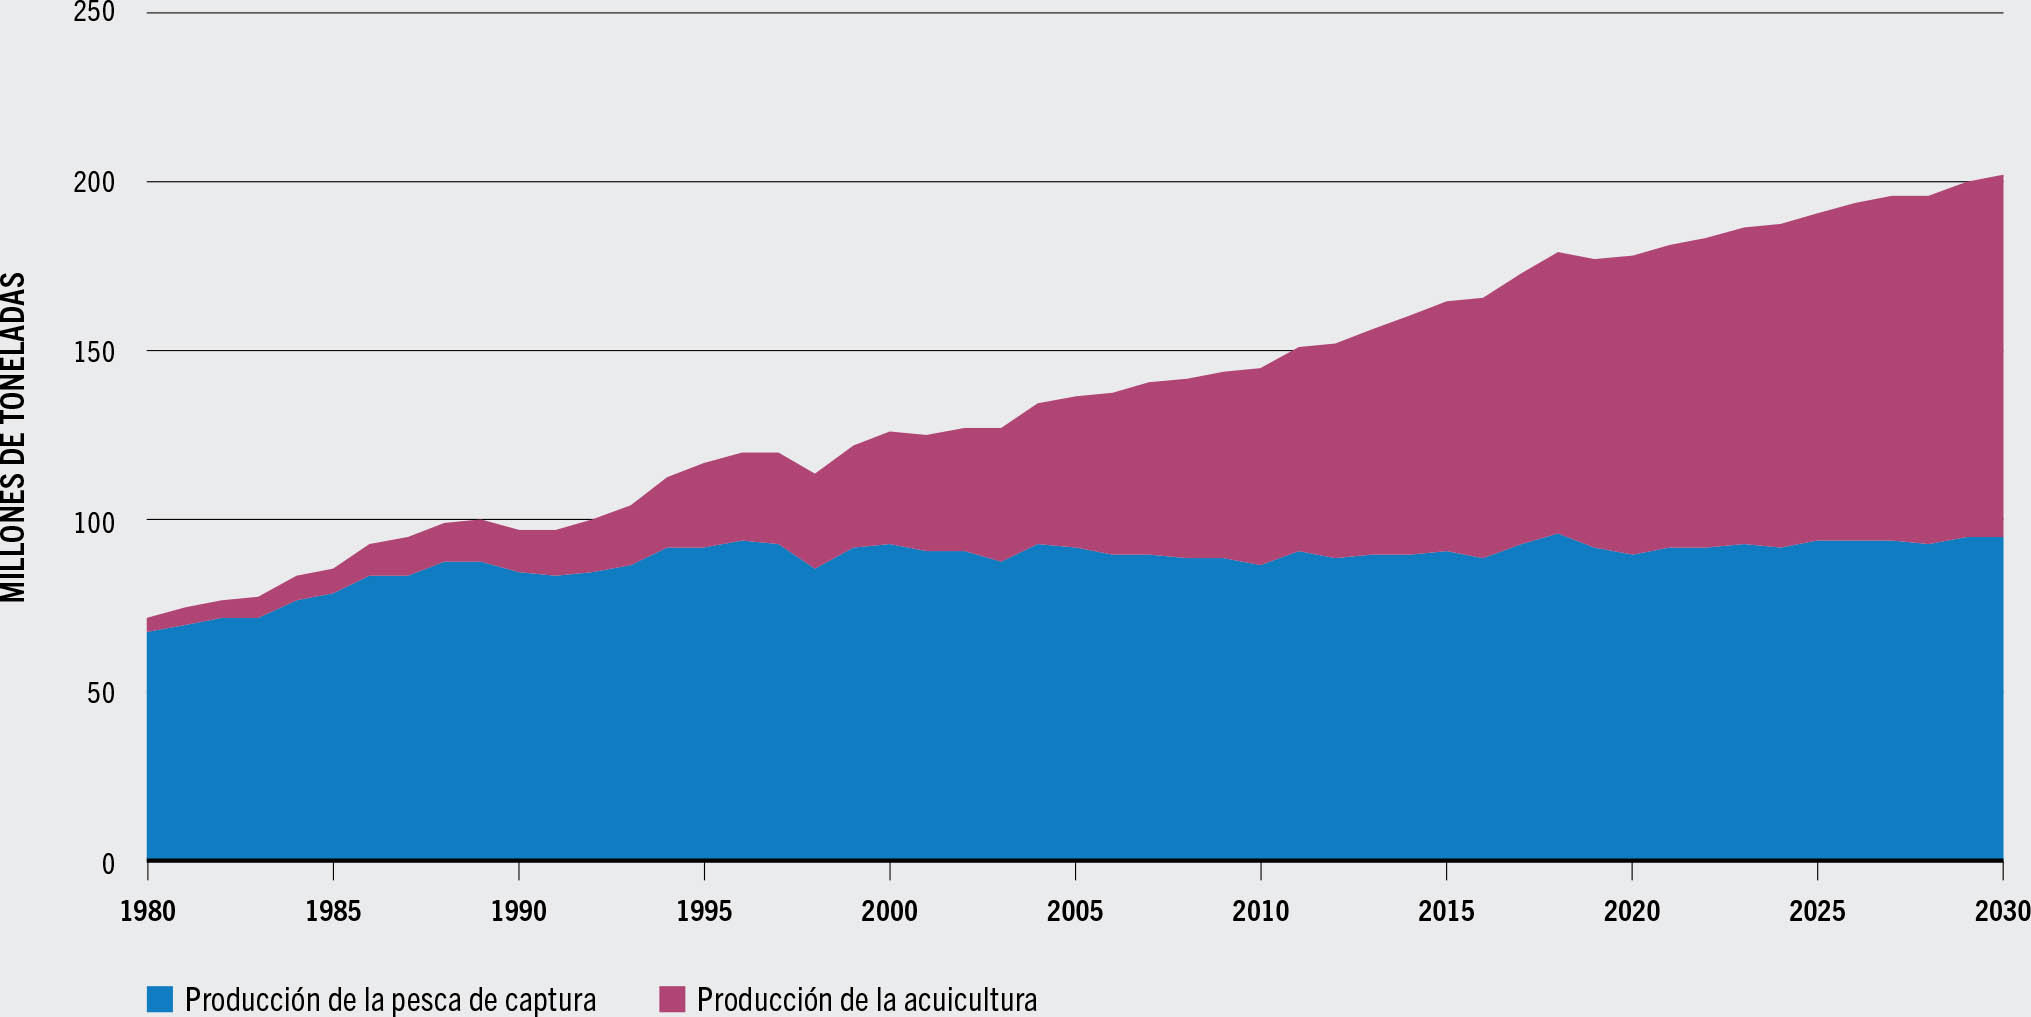 250
200
150
100
50
0
MILLONES DE TONELADAS
1980 1985 1990 1995 2000 2005 2010 2015 2020 2025 2030
Producción de la pesca de captura Producción de la acuicultura